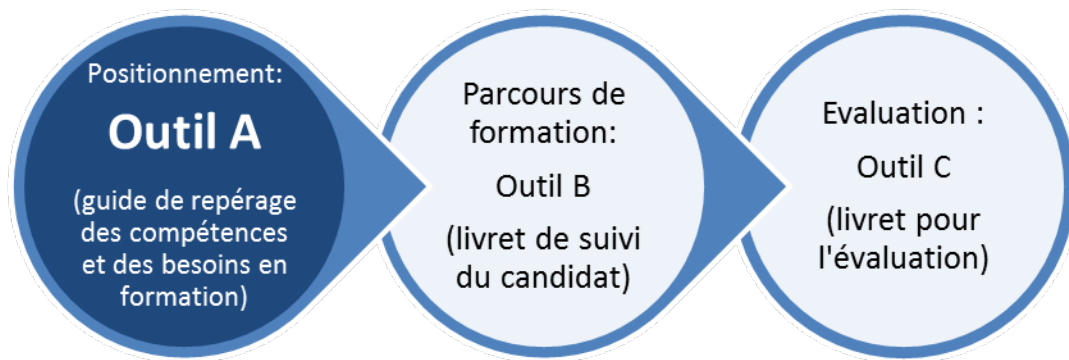 Positionnement:
Outil A
(guide de repérage
des compétences
et des besoins en
formation)
Parcours de
formation:
Outil B
(livret de suivi
du candidat)
Evaluation :
Outil C
(livret pour
l'évaluation)